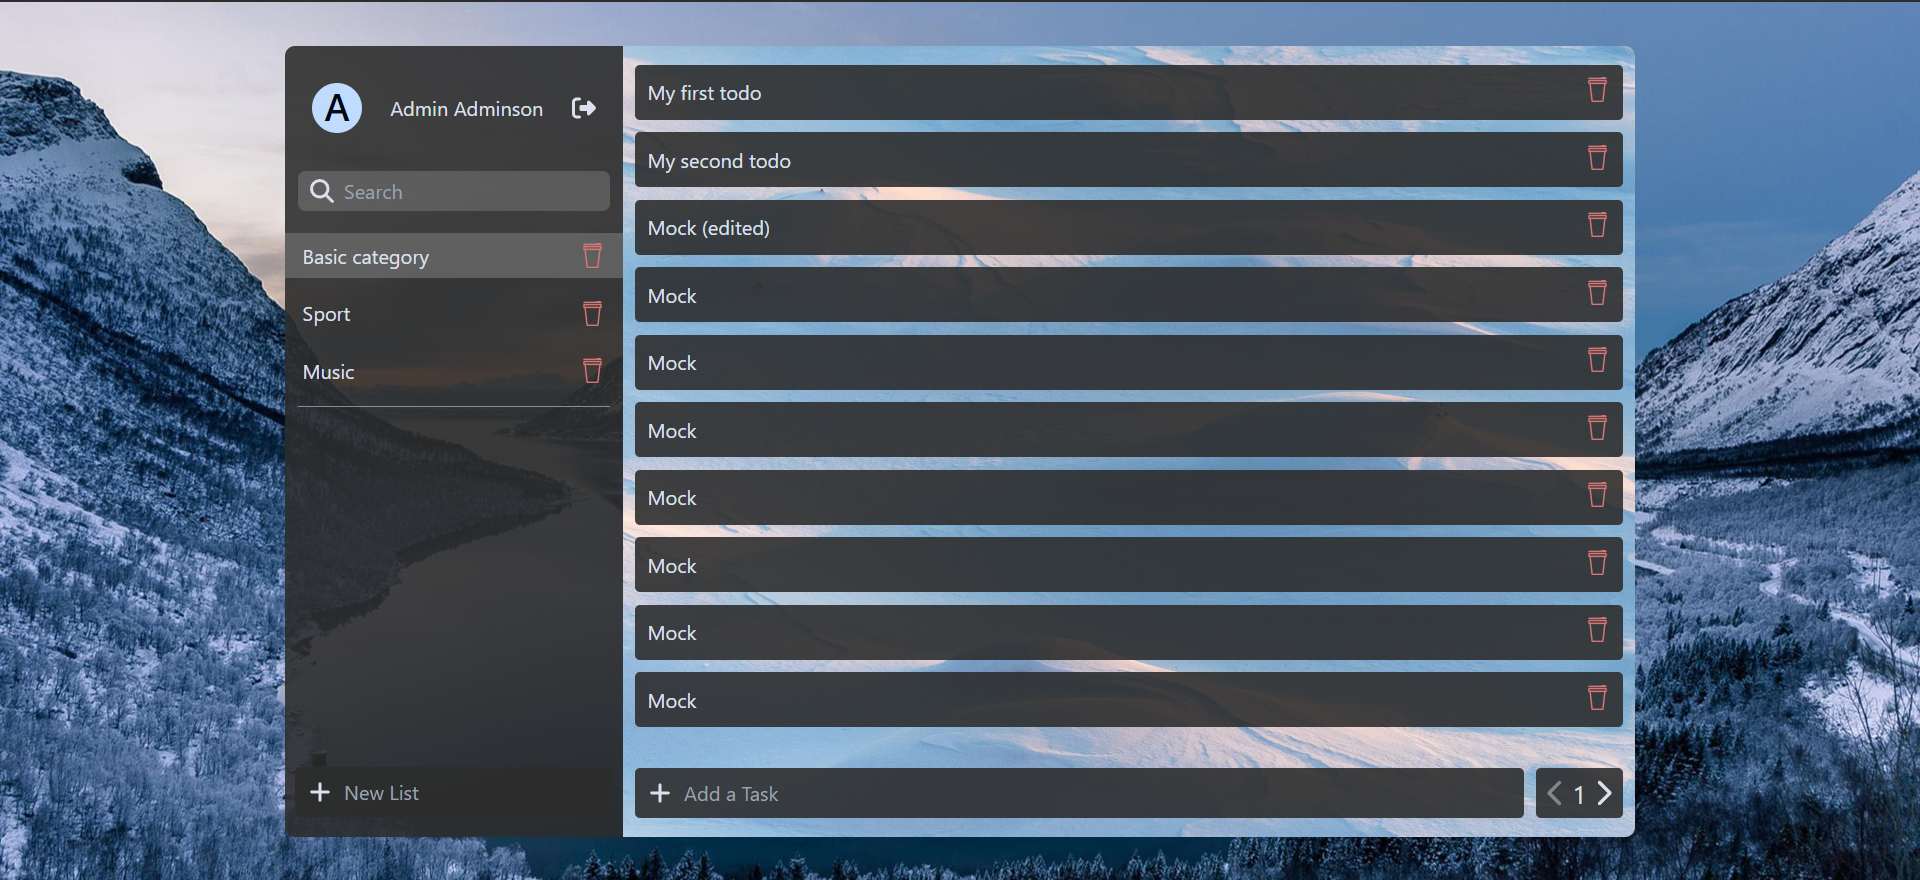 A
Admin Adminson
Search
Basic category
Sport
Music
New List
My first todo
My second todo
Mock (edited)
Mock
Mock
Mock
Mock
Mock
Mock
Mock
Add a Task
1